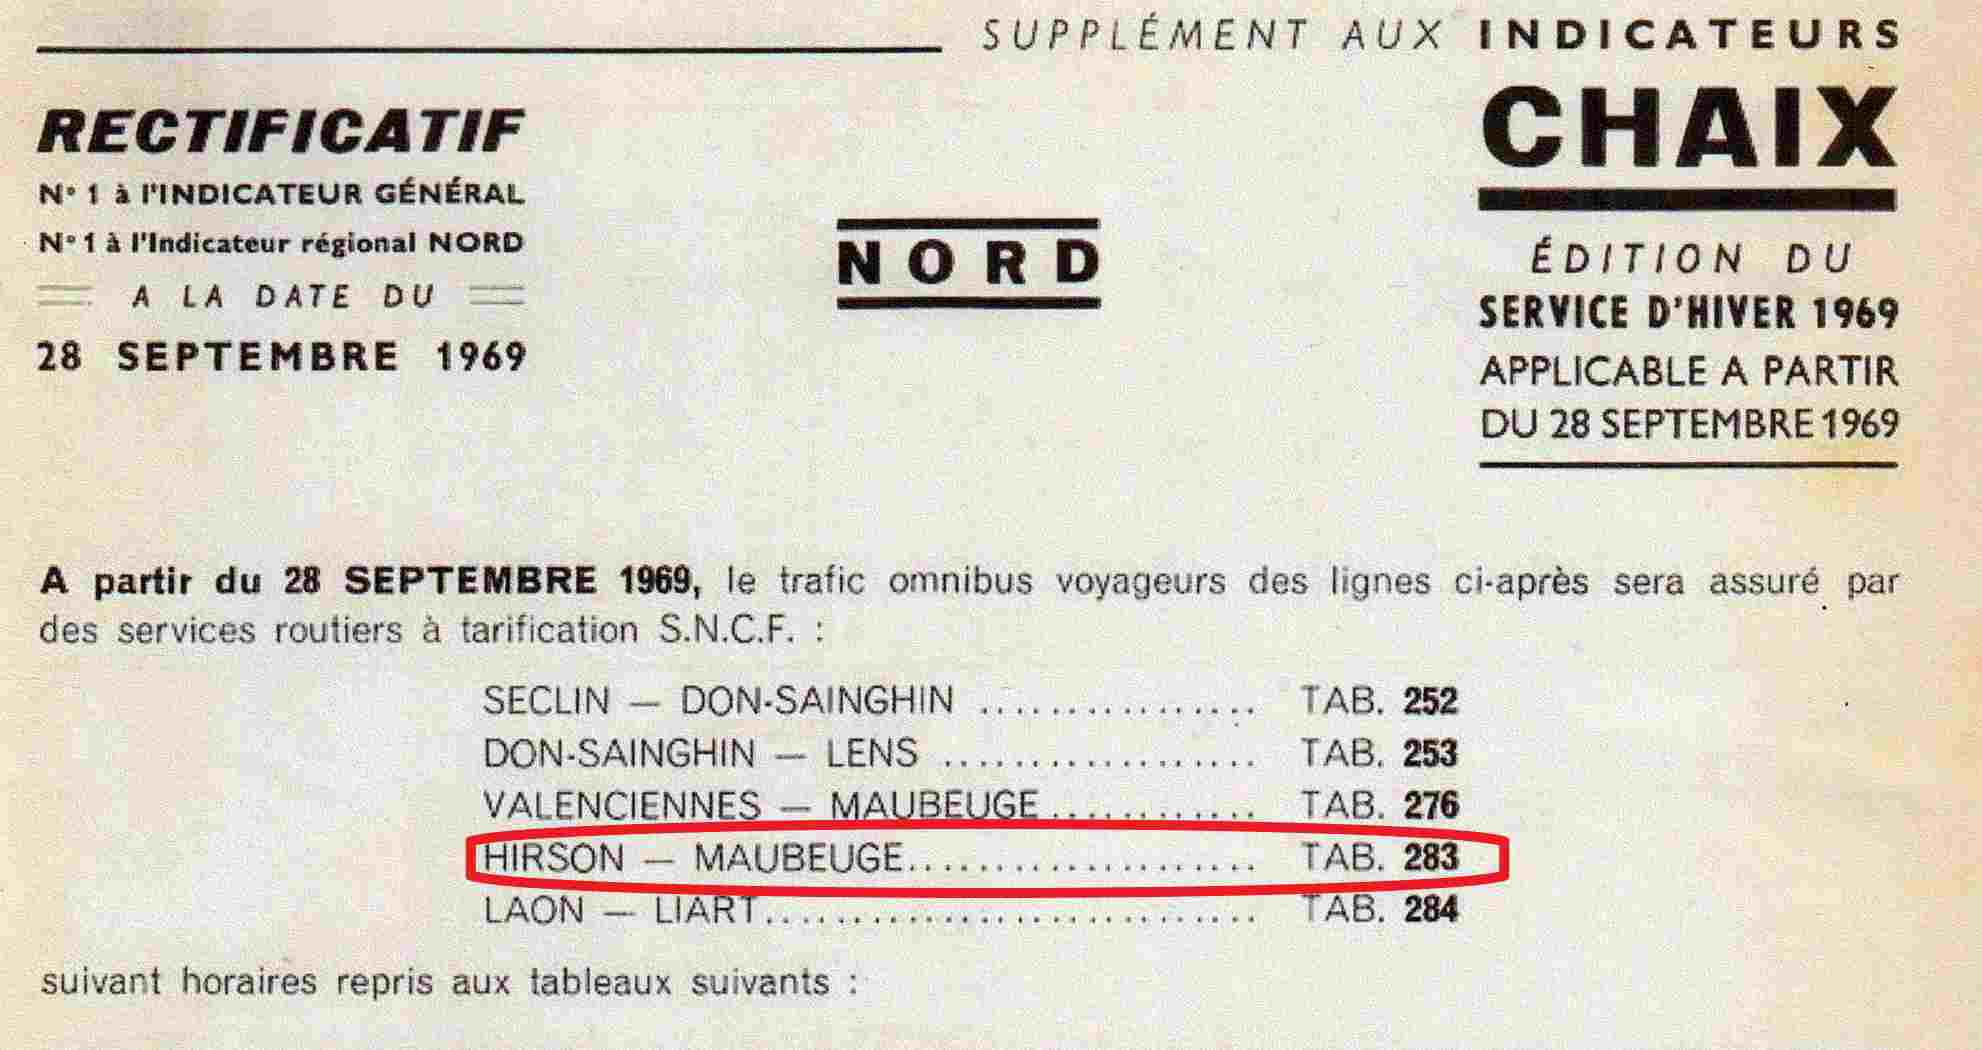 SUPPLÉMENT AUX INDICATEURS
CHAIX
RECTIFICATIF
N° 1 à l'INDICATEUR GÉNÉRAL
N° 1 à l'Indicateur régional NORD
A LA DATE DU
28 SEPTEMBRE 1969
NORD
ÉDITION DU
SERVICE D'HIVER 1969
APPLICABLE A PARTIR
DU 28 SEPTEMBRE 1969
A partir du 28 SEPTEMBRE 1969, le trafic omnibus voyageurs des lignes ci-après sera assuré par
des services routiers à tarification S.N.C.F. :
SECLIN — DON-SAINGHIN ................ TAB. 252
DON-SAINGHIN — LENS .................. TAB. 253
VALENCIENNES — MAUBEUGE............ TAB. 276
HIRSON — MAUBEUGE.................... TAB. 283
LAON — LIART............................ TAB. 284
suivant horaires repris aux tableaux suivants :